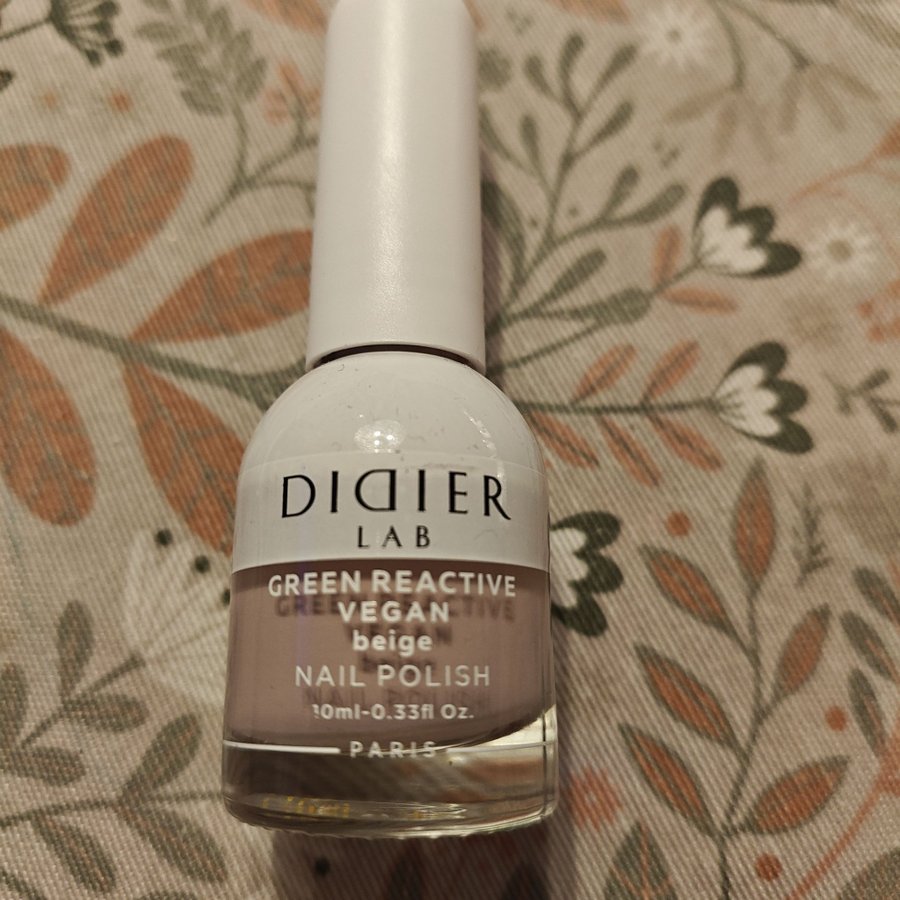 DIDIER
LAB
GREEN REACTIVE
VEGAN
beige
NAIL POLISH
10ml-0.33fl Oz.
PARIS